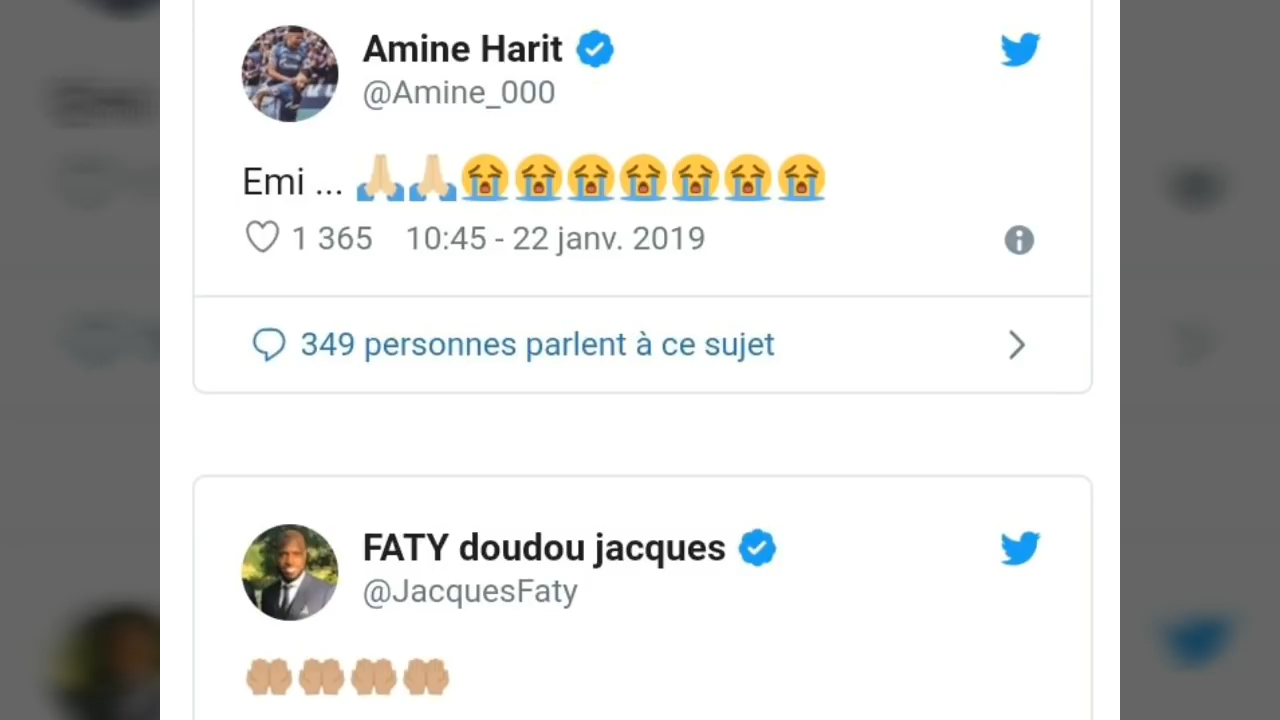 Amine Harit
@Amine_000
Emi ... 🙏🏼🙏🏼😭😭😭😭😭😭😭
1 365 10:45 - 22 janv. 2019
349 personnes parlent à ce sujet
FATY doudou jacques
@JacquesFaty
🤲🏽🤲🏽🤲🏽🤲🏽